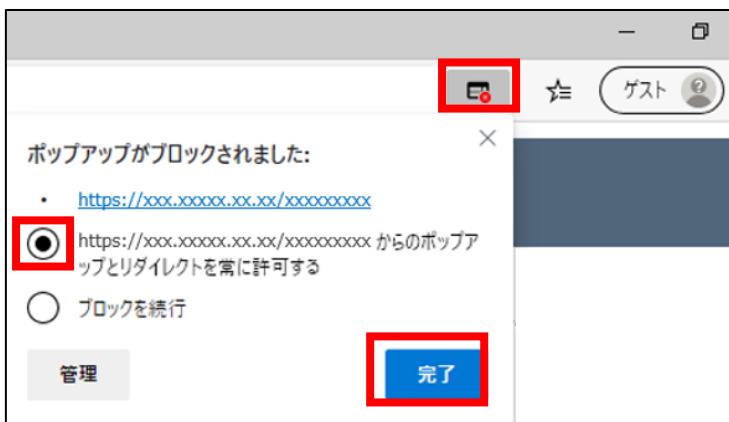 ゲスト
ポップアップがブロックされました:
• https://xxx.xxxxx.xx.xx/xxxxxxxxx
https://xxx.xxxxx.xx.xx/xxxxxxxxx からのポップア
ップとリダイレクトを常に許可する
ブロックを続行
管理 完了